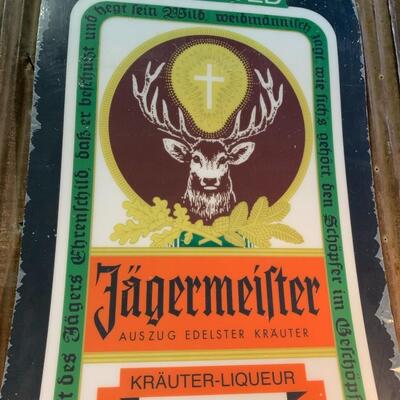 t des Jägers Ehrenſchild, daß er beſchützt und hegt ſein Wild, weidmänniſch jagt, wie ſich's gehört, den Schöpfer im Geſchöpf
Jägermeiſter
AUSZUG EDELSTER KRÄUTER
KRÄUTER-LIQUEUR